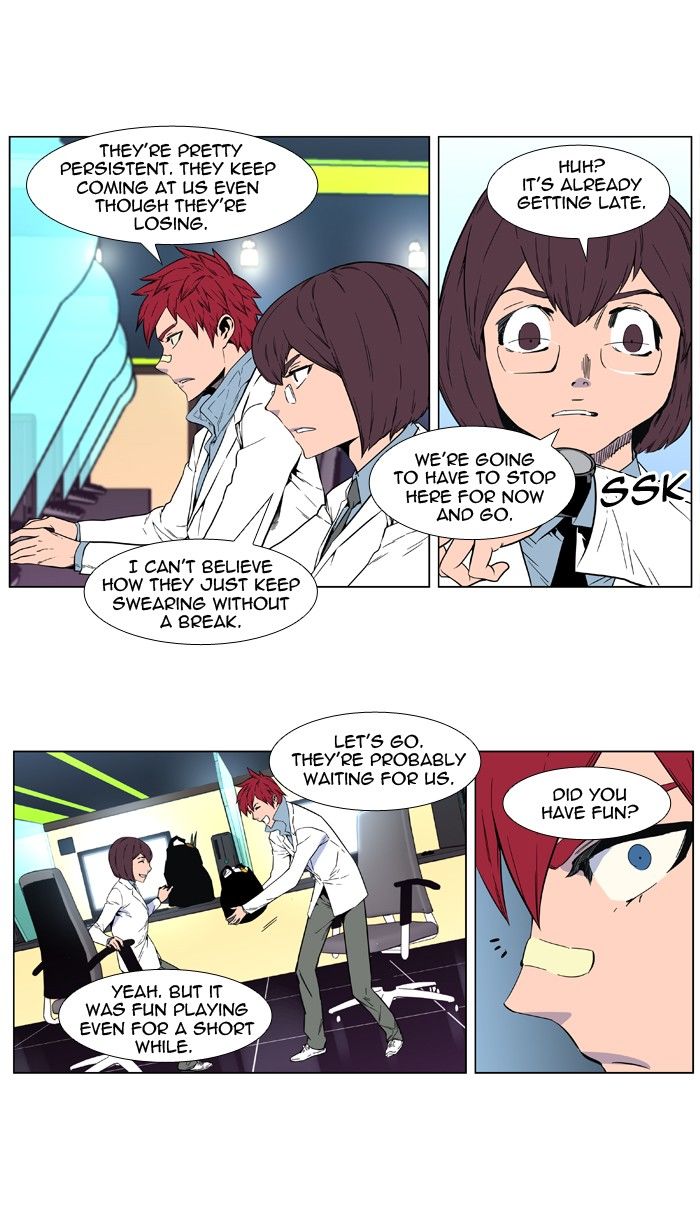 THEY'RE PRETTY
PERSISTENT. THEY KEEP
COMING AT US EVEN
THOUGH THEY'RE
LOSING.
I CAN'T BELIEVE
HOW THEY JUST KEEP
SWEARING WITHOUT
A BREAK.
HUH?
IT'S ALREADY
GETTING LATE.
WE'RE GOING
TO HAVE TO STOP
HERE FOR NOW
AND GO.
SSK
LET'S GO.
THEY'RE PROBABLY
WAITING FOR US.
YEAH. BUT IT
WAS FUN PLAYING
EVEN FOR A SHORT
WHILE.
DID YOU
HAVE FUN?